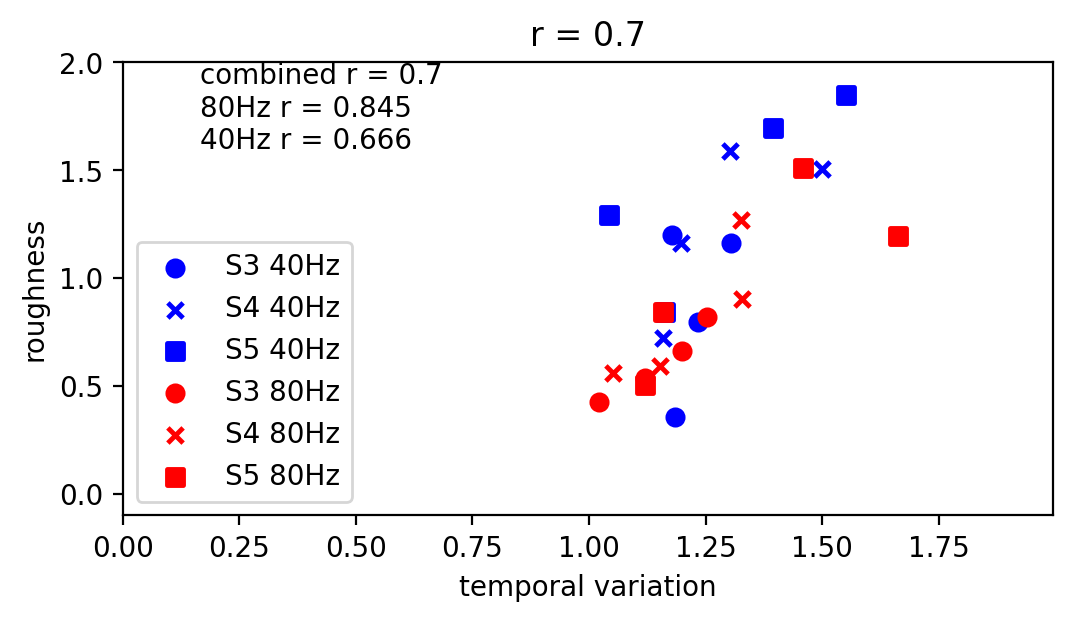 r = 0.7
combined r = 0.7
80Hz r = 0.845
40Hz r = 0.666
2.0
1.5
1.0
0.5
0.0
roughness
S3 40Hz
S4 40Hz
S5 40Hz
S3 80Hz
S4 80Hz
S5 80Hz
0.00 0.25 0.50 0.75 1.00 1.25 1.50 1.75
temporal variation